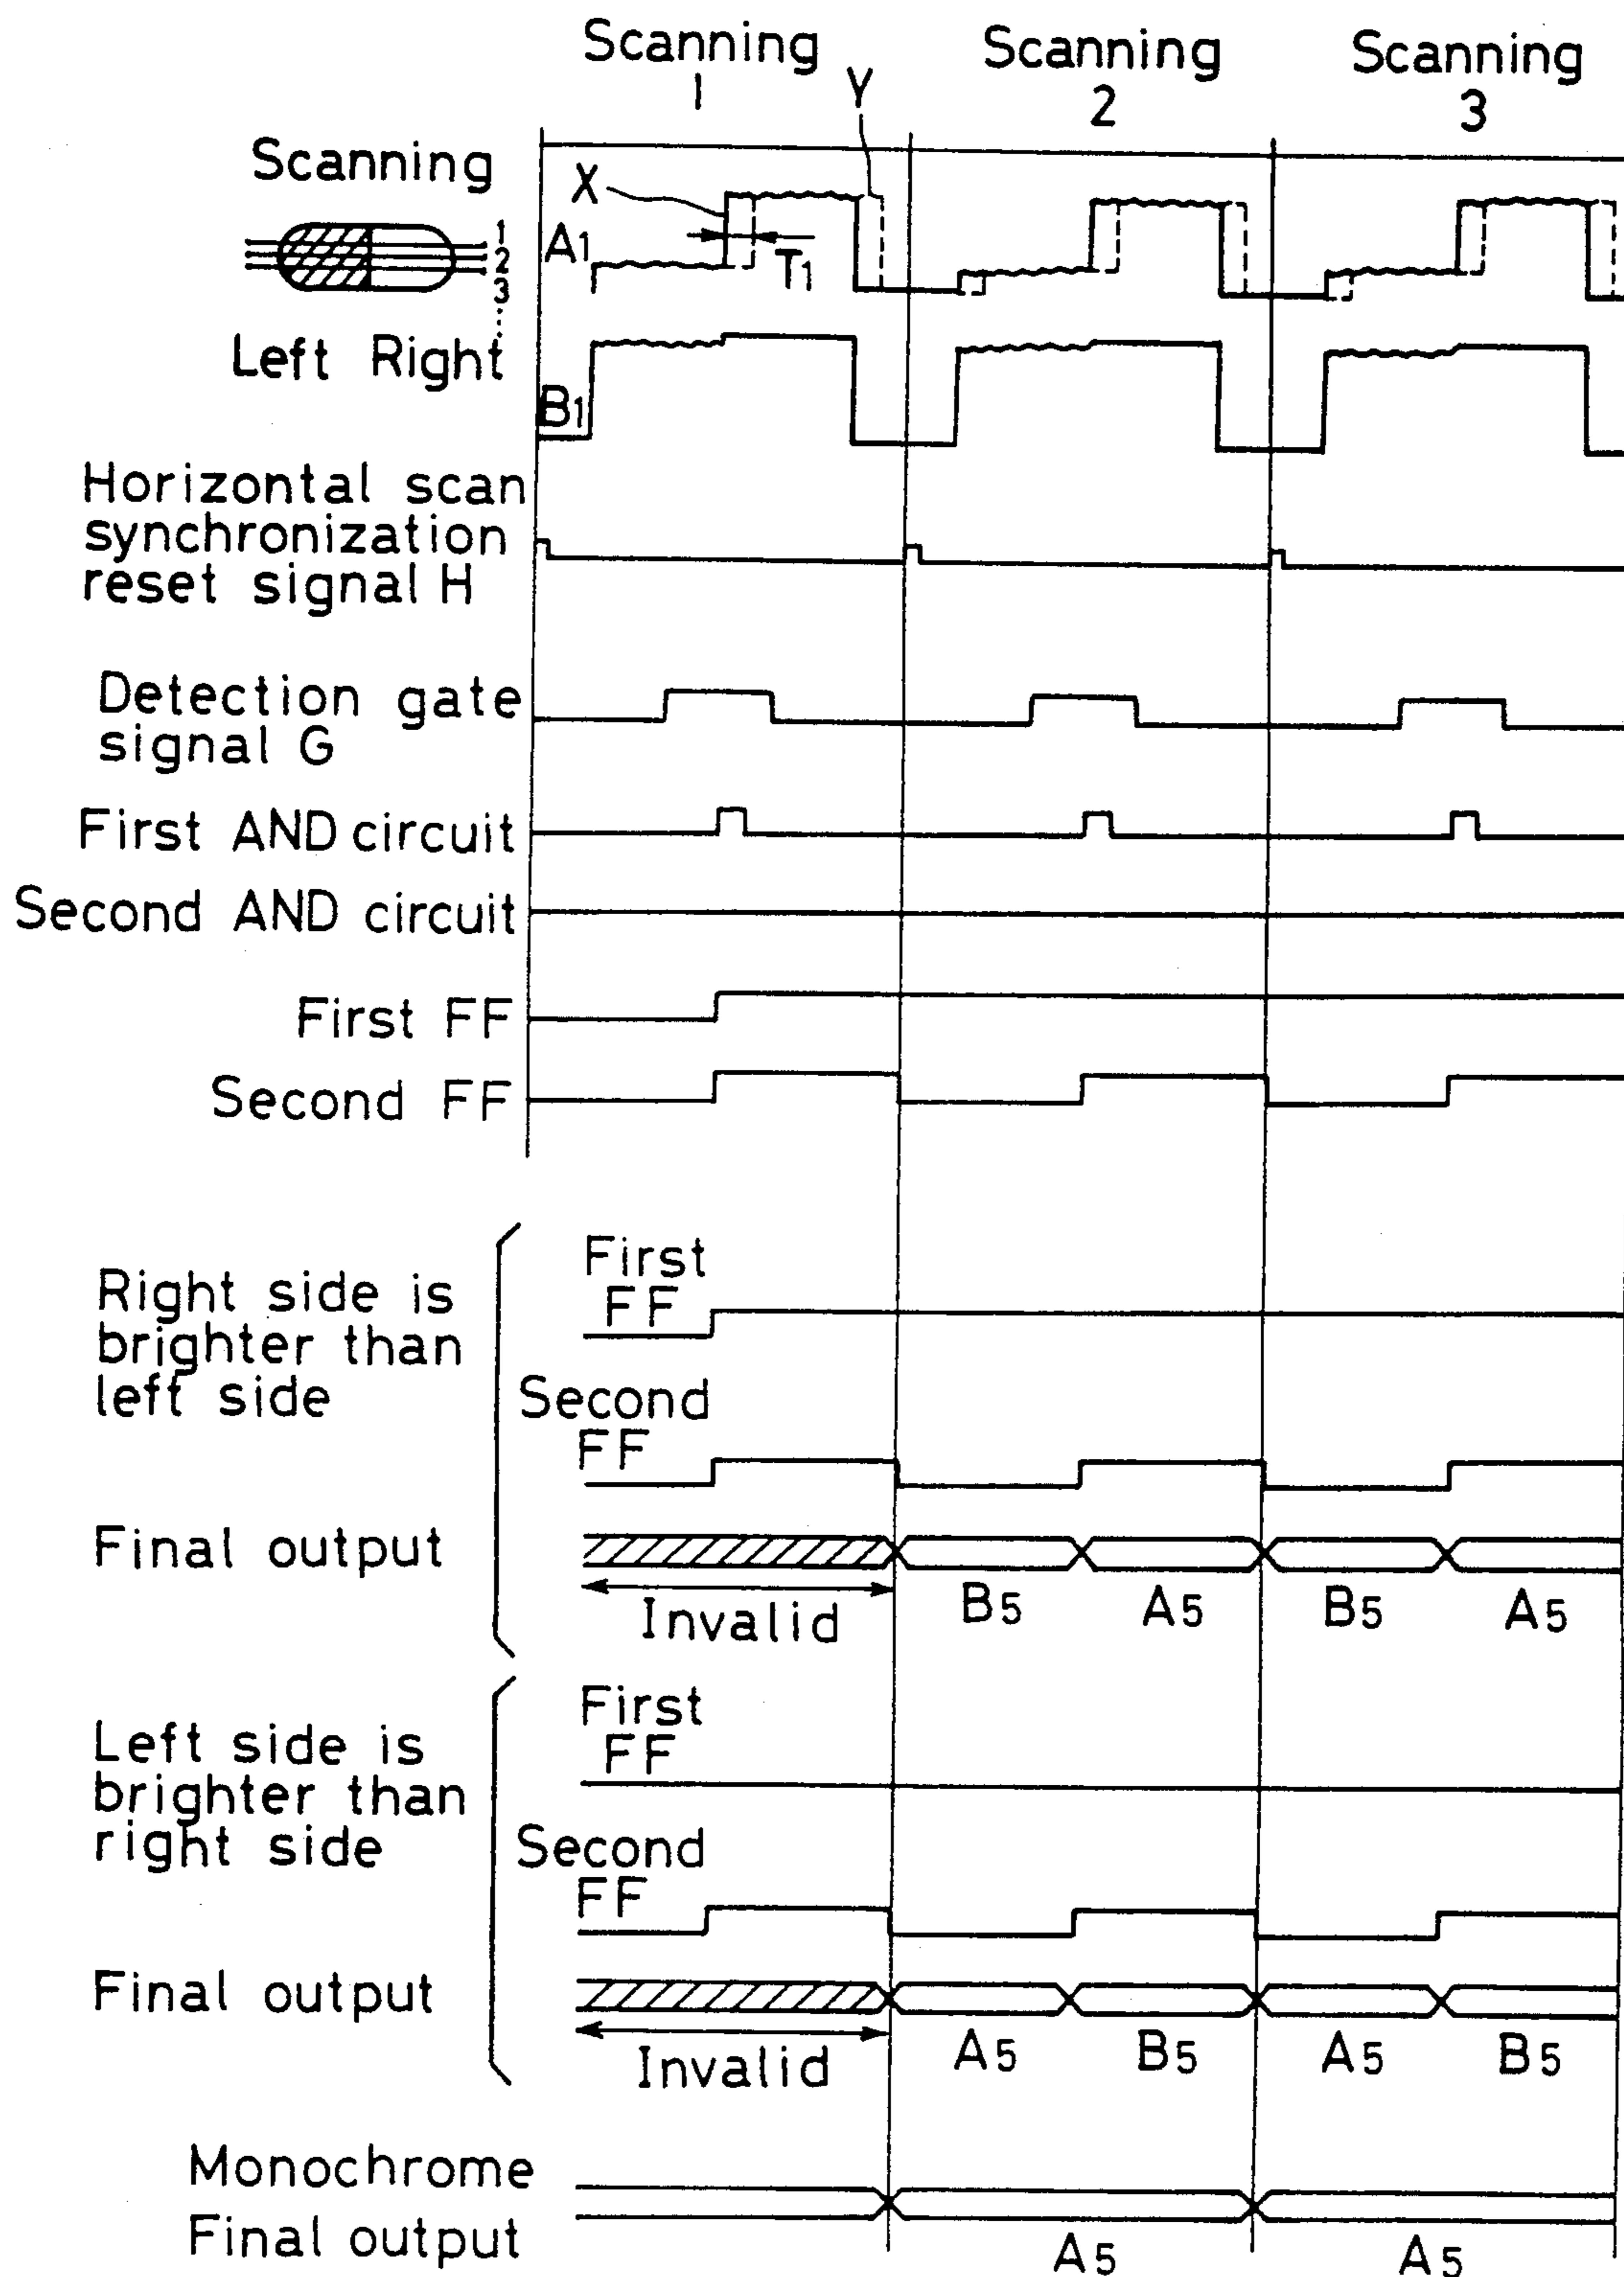 Scanning
1
Y
Scanning
2
Scanning
3
Scanning
X
A1
T1
1
2
3
Left Right
B1
Horizontal scan
synchronization
reset signal H
Detection gate
signal G
First AND circuit
Second AND circuit
First FF
Second FF
Right side is
brighter than
left side
First
FF
Second
FF
Final output
Invalid
B5
A5
B5
A5
Left side is
brighter than
right side
First
FF
Second
FF
Final output
Invalid
A5
B5
A5
B5
Monochrome
Final output
A5
A5